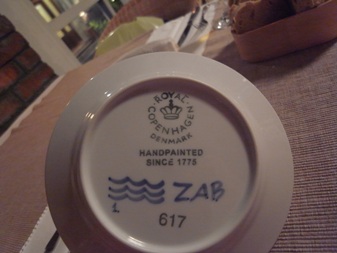 ROYAL
COPENHAGEN
DENMARK
HANDPAINTED
SINCE 1775
ZAB
1
617